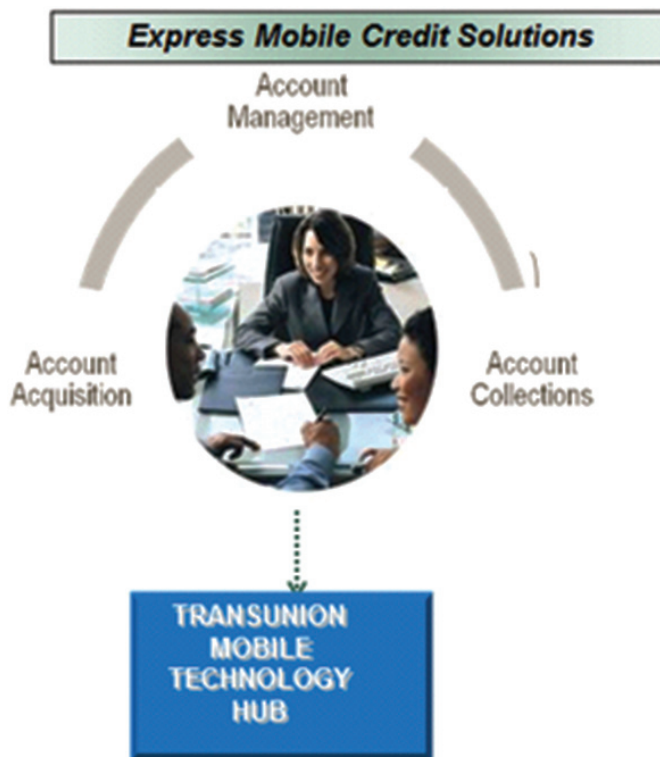 Express Mobile Credit Solutions
Account
Management
Account
Acquisition
Account
Collections
TRANSUNION
MOBILE
TECHNOLOGY
HUB